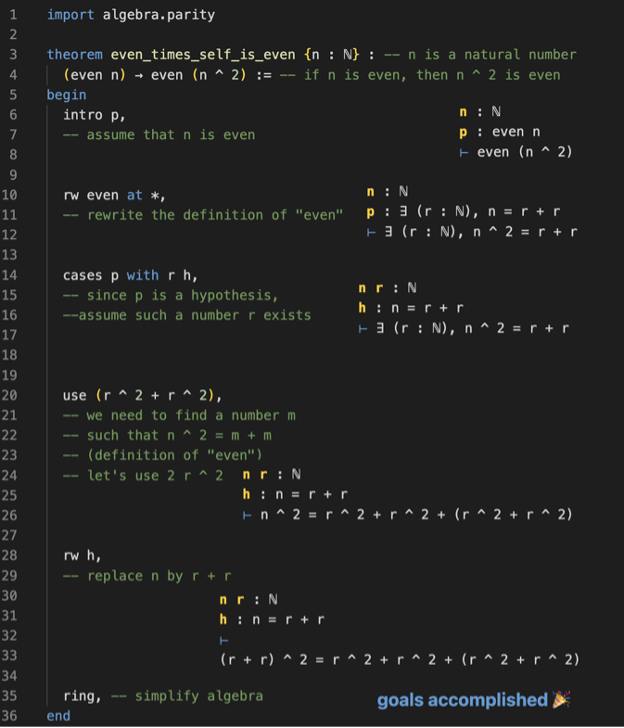 1 import algebra.parity
2
3 theorem even_times_self_is_even {n : ℕ} : -- n is a natural number
4 (even n) → even (n ^ 2) := -- if n is even, then n ^ 2 is even
5 begin
6 intro p, n : ℕ
7 -- assume that n is even p : even n
8 ⊢ even (n ^ 2)
9
10 rw even at *, n : ℕ
11 -- rewrite the definition of "even" p : ∃ (r : ℕ), n = r + r
12 ⊢ ∃ (r : ℕ), n ^ 2 = r + r
13
14 cases p with r h, n r : ℕ
15 -- since p is a hypothesis, h : n = r + r
16 --assume such a number r exists ⊢ ∃ (r : ℕ), n ^ 2 = r + r
17
18
19
20 use (r ^ 2 + r ^ 2),
21 -- we need to find a number m
22 -- such that n ^ 2 = m + m
23 -- (definition of "even")
24 -- let's use 2 r ^ 2 n r : ℕ
25 h : n = r + r
26 ⊢ n ^ 2 = r ^ 2 + r ^ 2 + (r ^ 2 + r ^ 2)
27
28 rw h,
29 -- replace n by r + r
30 n r : ℕ
31 h : n = r + r
32 ⊢
33 (r + r) ^ 2 = r ^ 2 + r ^ 2 + (r ^ 2 + r ^ 2)
34
35 ring, -- simplify algebra goals accomplished 🎉
36 end